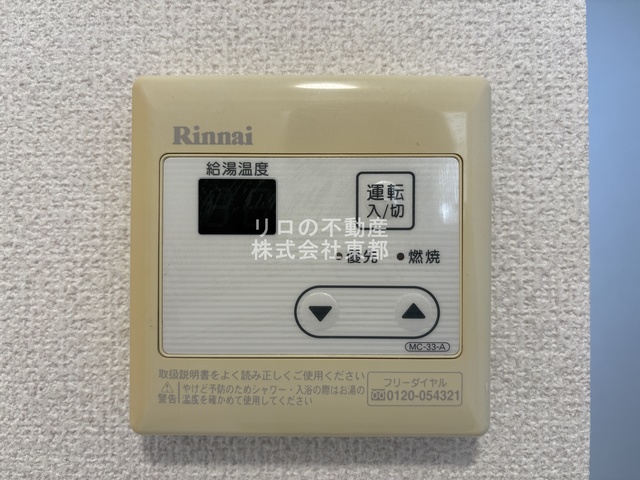 Rinnai
給湯温度
運転
入/切
リロの不動産
株式会社東都
優先 燃焼
MC-33-A
取扱説明書をよく読み正しくご使用ください
警告 やけど予防のためシャワー・入浴の際はお湯の
温度を確かめて使用してください
フリーダイヤル
0120-054321